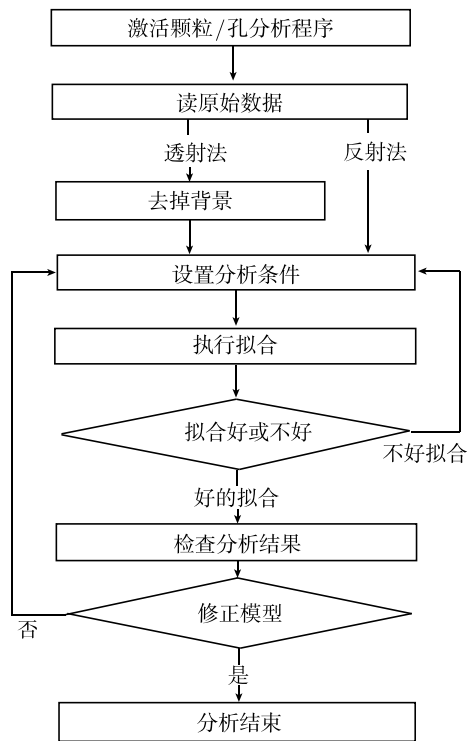 激活颗粒/孔分析程序
读原始数据
透射法
反射法
去掉背景
设置分析条件
执行拟合
拟合好或不好
不好拟合
好的拟合
检查分析结果
修正模型
否
是
分析结束